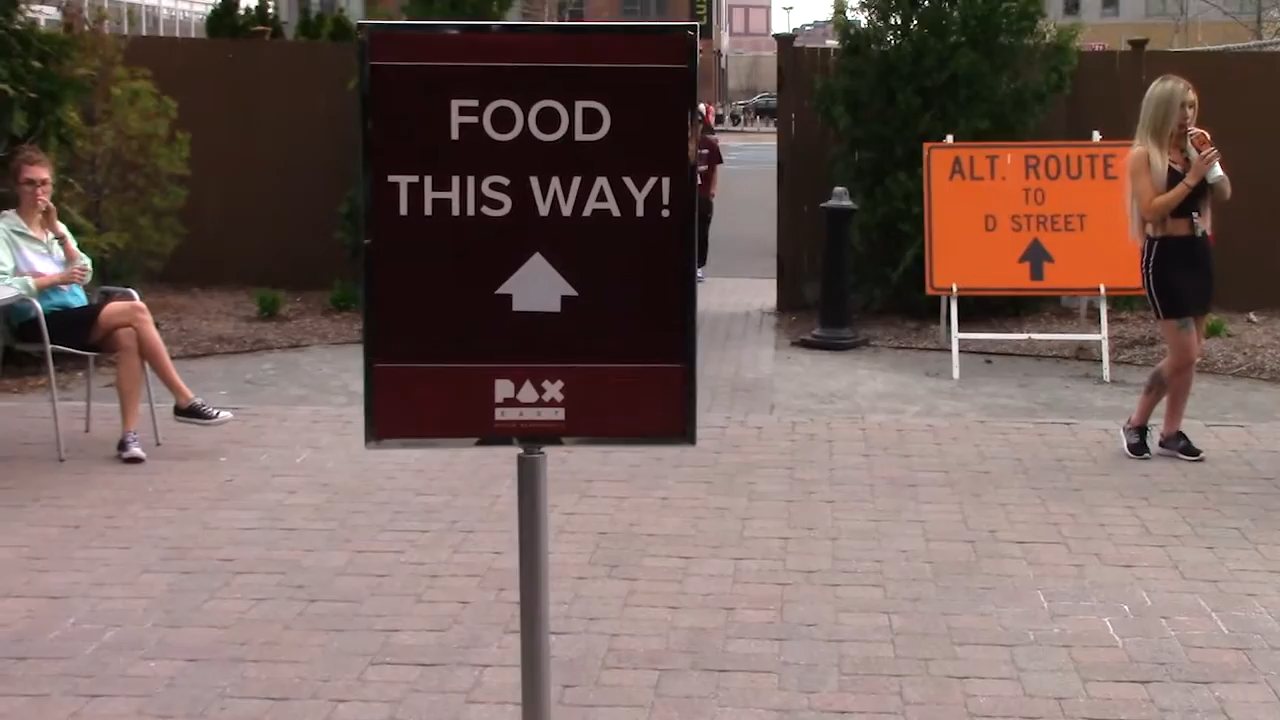 FOOD
THIS WAY!
PAX
EAST
ALT. ROUTE
TO
D STREET